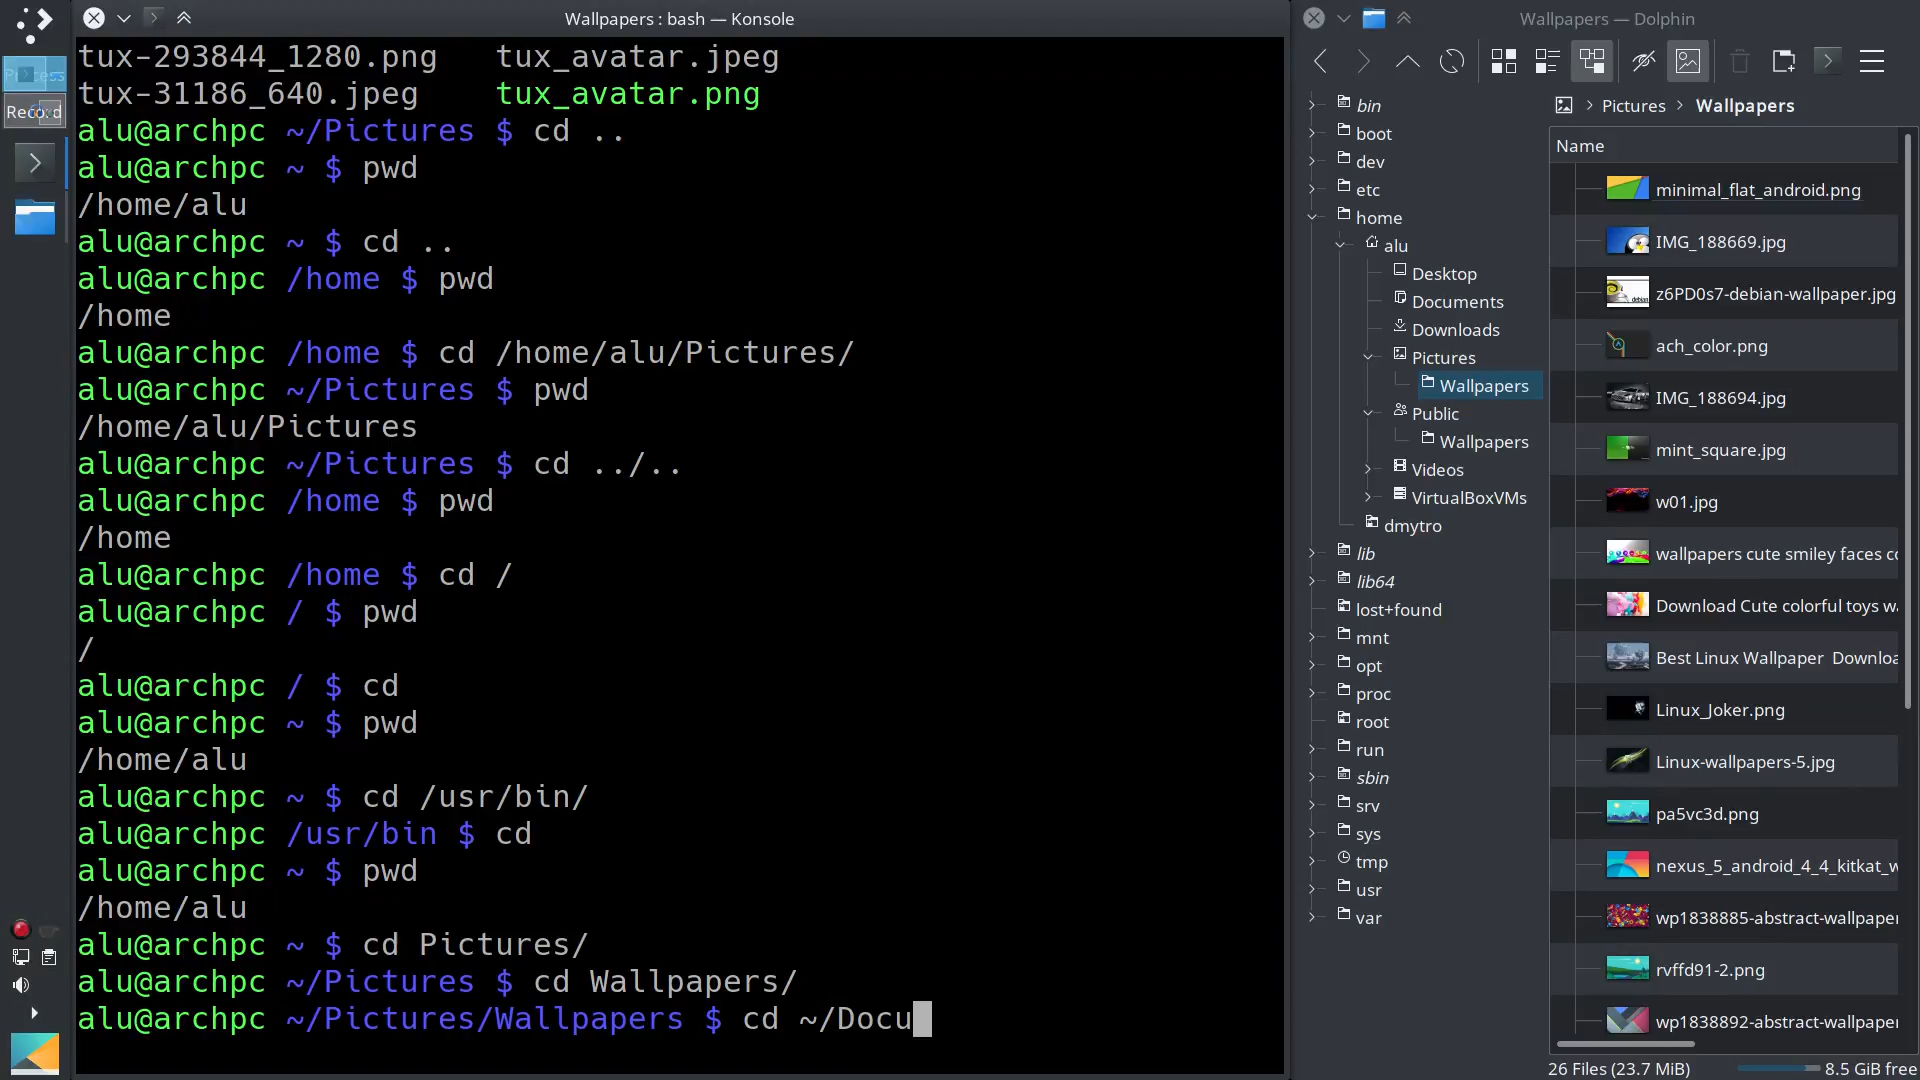 Wallpapers : bash — Konsole
tux-293844_1280.png tux_avatar.jpeg
tux-31186_640.jpeg tux_avatar.png
alu@archpc ~/Pictures $ cd ..
alu@archpc ~ $ pwd
/home/alu
alu@archpc ~ $ cd ..
alu@archpc /home $ pwd
/home
alu@archpc /home $ cd /home/alu/Pictures/
alu@archpc ~/Pictures $ pwd
/home/alu/Pictures
alu@archpc ~/Pictures $ cd ../..
alu@archpc /home $ pwd
/home
alu@archpc /home $ cd /
alu@archpc / $ pwd
/
alu@archpc / $ cd
alu@archpc ~ $ pwd
/home/alu
alu@archpc ~ $ cd /usr/bin/
alu@archpc /usr/bin $ cd
alu@archpc ~ $ pwd
/home/alu
alu@archpc ~ $ cd Pictures/
alu@archpc ~/Pictures $ cd Wallpapers/
alu@archpc ~/Pictures/Wallpapers $ cd ~/Docu
Wallpapers — Dolphin
bin
boot
dev
etc
home
alu
Desktop
Documents
Downloads
Pictures
Wallpapers
Public
Wallpapers
Videos
VirtualBoxVMs
dmytro
lib
lib64
lost+found
mnt
opt
proc
root
run
sbin
srv
sys
tmp
usr
var
> Pictures > Wallpapers
Name
minimal_flat_android.png
IMG_188669.jpg
z6PD0s7-debian-wallpaper.jpg
ach_color.png
IMG_188694.jpg
mint_square.jpg
w01.jpg
wallpapers cute smiley faces
Download Cute colorful toys
Best Linux Wallpaper
Linux_Joker.png
Linux-wallpapers-5.jpg
pa5vc3d.png
nexus_5_android_4_4_kitkat_w
wp1838885-abstract-wallpaper
rvffd91-2.png
wp1838892-abstract-wallpaper
26 Files (23.7 MiB) 8.5 GiB free